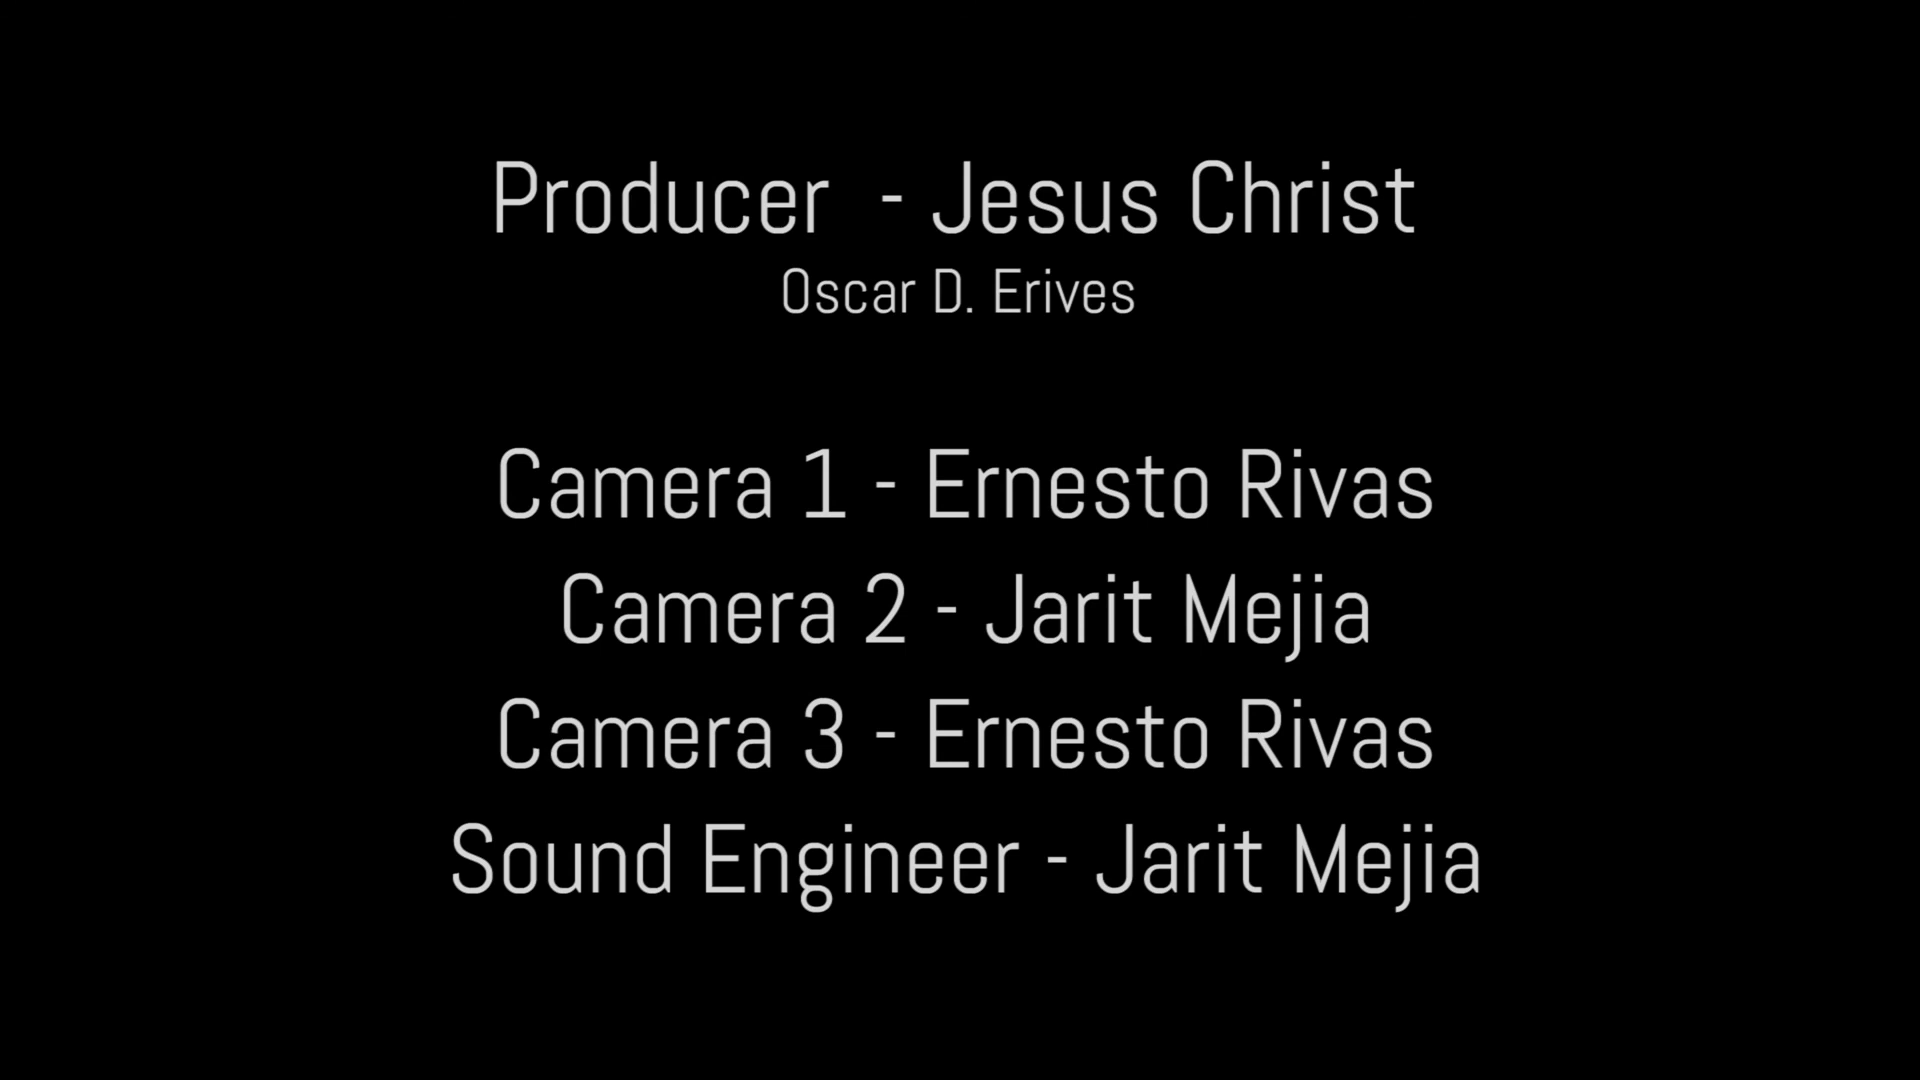 Producer  - Jesus Christ
Oscar D. Erives
Camera 1 - Ernesto Rivas
Camera 2 - Jarit Mejia
Camera 3 - Ernesto Rivas
Sound Engineer - Jarit Mejia